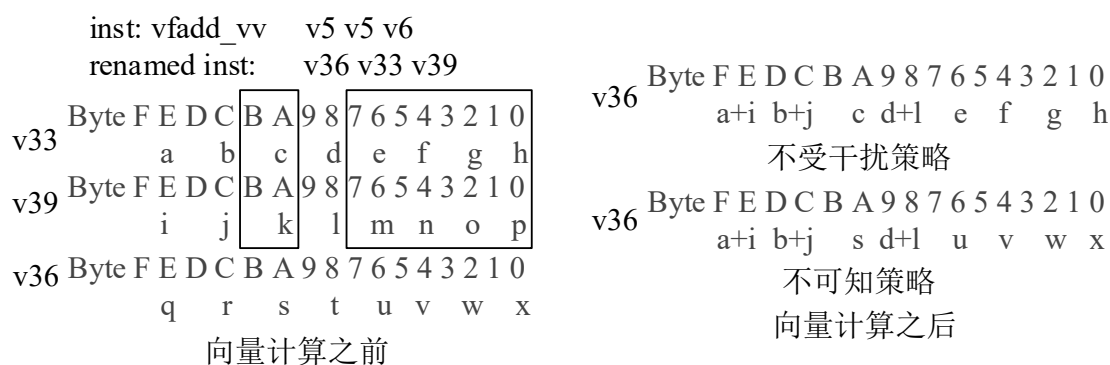 inst: vfadd_vv v5 v5 v6
renamed inst: v36 v33 v39
v33 Byte F E D C B A 9 8 7 6 5 4 3 2 1 0
a b c d e f g h
v39 Byte F E D C B A 9 8 7 6 5 4 3 2 1 0
i j k l m n o p
v36 Byte F E D C B A 9 8 7 6 5 4 3 2 1 0
q r s t u v w x
向量计算之前
v36 Byte F E D C B A 9 8 7 6 5 4 3 2 1 0
a+i b+j c d+l e f g h
不受干扰策略
v36 Byte F E D C B A 9 8 7 6 5 4 3 2 1 0
a+i b+j s d+l u v w x
不可知策略
向量计算之后